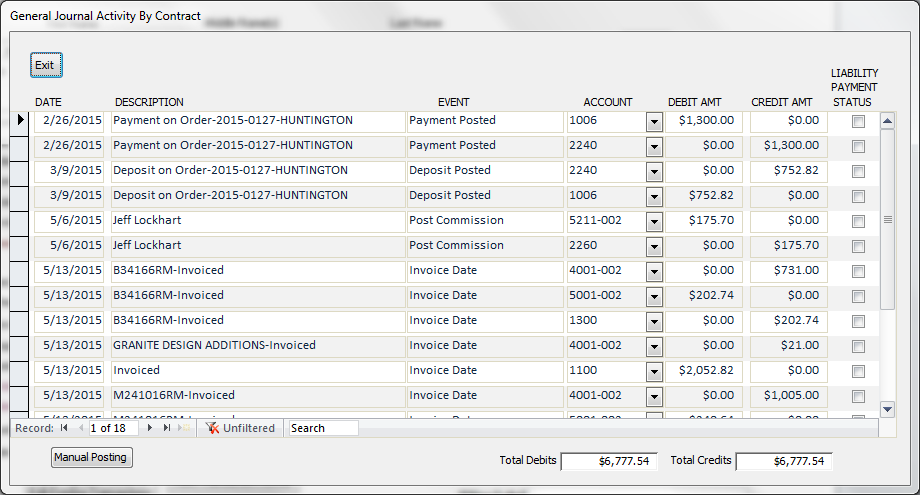 General Journal Activity By Contract
Exit
LIABILITY
PAYMENT
DATE DESCRIPTION EVENT ACCOUNT DEBIT AMT CREDIT AMT STATUS
2/26/2015 Payment on Order-2015-0127-HUNTINGTON Payment Posted 1006 $1,300.00 $0.00
2/26/2015 Payment on Order-2015-0127-HUNTINGTON Payment Posted 2240 $0.00 $1,300.00
3/9/2015 Deposit on Order-2015-0127-HUNTINGTON Deposit Posted 2240 $0.00 $752.82
3/9/2015 Deposit on Order-2015-0127-HUNTINGTON Deposit Posted 1006 $752.82 $0.00
5/6/2015 Jeff Lockhart Post Commission 5211-002 $175.70 $0.00
5/6/2015 Jeff Lockhart Post Commission 2260 $0.00 $175.70
5/13/2015 B34166RM-Invoiced Invoice Date 4001-002 $0.00 $731.00
5/13/2015 B34166RM-Invoiced Invoice Date 5001-002 $202.74 $0.00
5/13/2015 B34166RM-Invoiced Invoice Date 1300 $0.00 $202.74
5/13/2015 GRANITE DESIGN ADDITIONS-Invoiced Invoice Date 4001-002 $0.00 $21.00
5/13/2015 Invoiced Invoice Date 1100 $2,052.82 $0.00
5/13/2015 M241016RM-Invoiced Invoice Date 4001-002 $0.00 $1,005.00
Record: 1 of 18 Unfiltered Search
Manual Posting Total Debits $6,777.54 Total Credits $6,777.54